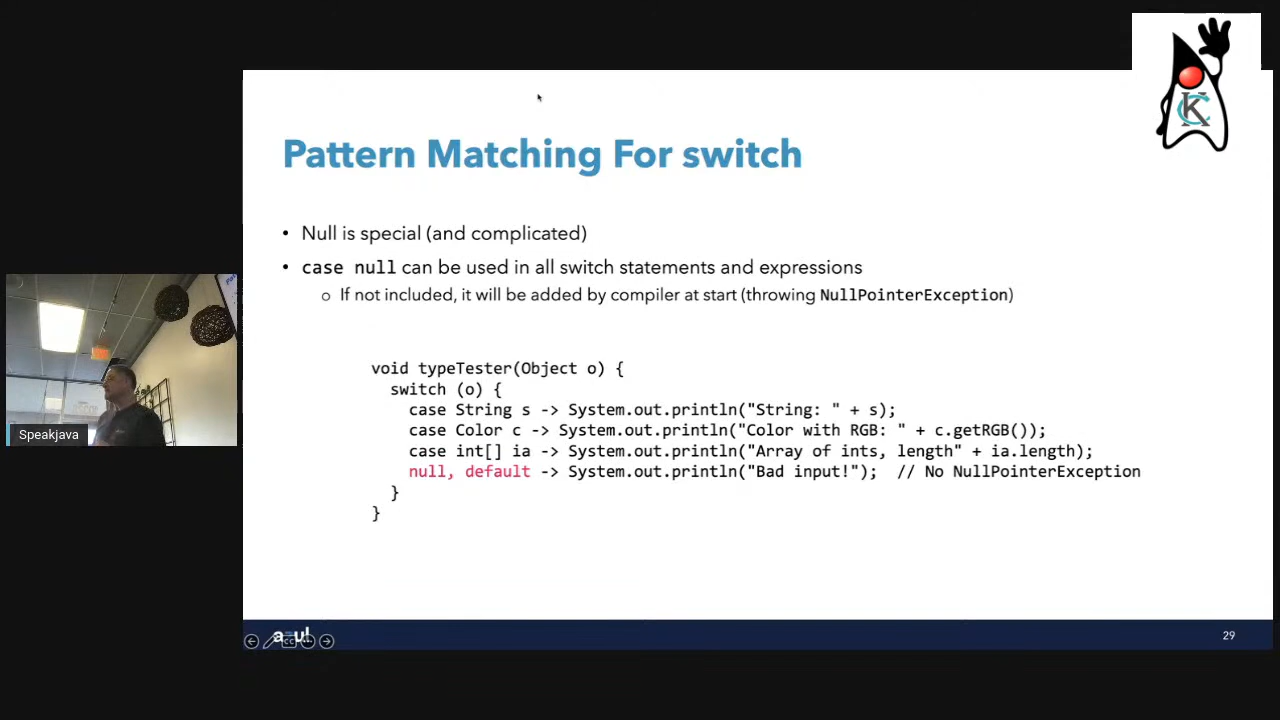 Pattern Matching For switch
• Null is special (and complicated)
• case null can be used in all switch statements and expressions
o If not included, it will be added by compiler at start (throwing NullPointerException)
void typeTester(Object o) {
switch (o) {
case String s -> System.out.println("String: " + s);
case Color c -> System.out.println("Color with RGB: " + c.getRGB());
case int[] ia -> System.out.println("Array of ints, length" + ia.length);
null, default -> System.out.println("Bad input!"); // No NullPointerException
}
}
Speakjava
azul
29
KC